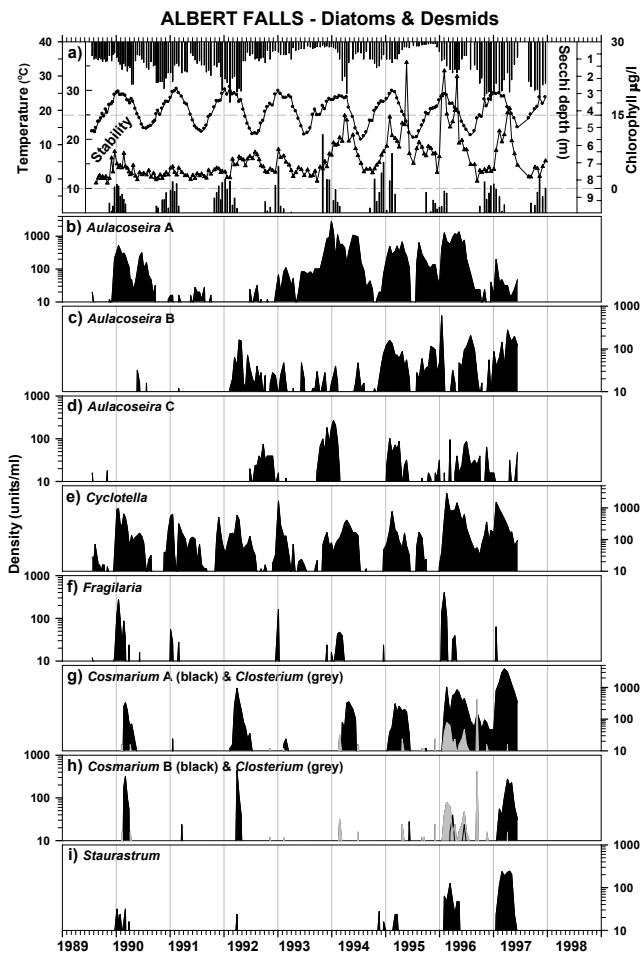 ALBERT FALLS - Diatoms & Desmids
a)
Temperature (°C)
40
30
20
10
0
Stability
30
20
10
Secchi depth (m)
1
2
3
4
5
6
7
8
9
Chlorophyll µg/l
30
15
0
Density (units/ml)
b) Aulacoseira A
1000
100
10
c) Aulacoseira B
1000
100
10
d) Aulacoseira C
1000
100
10
e) Cyclotella
1000
100
10
f) Fragilaria
1000
100
10
g) Cosmarium A (black) & Closterium (grey)
1000
100
10
h) Cosmarium B (black) & Closterium (grey)
1000
100
10
i) Staurastrum
1000
100
10
1989 1990 1991 1992 1993 1994 1995 1996 1997 1998